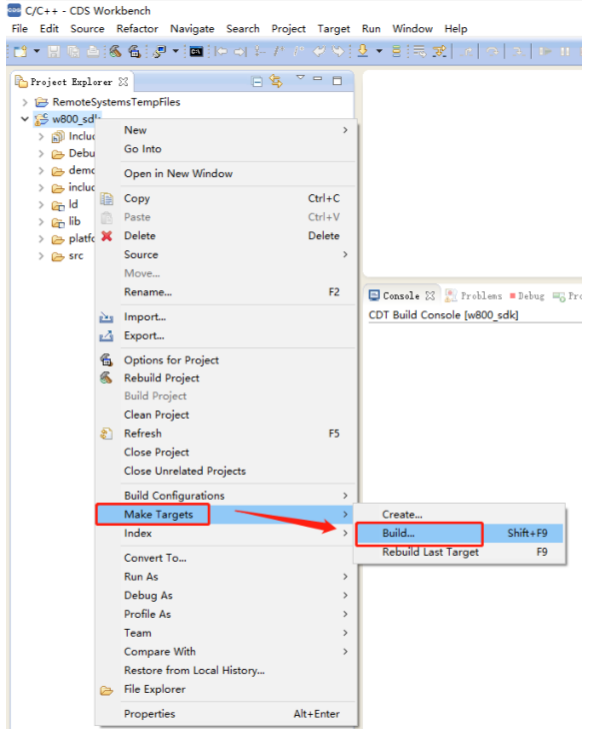 CDS C/C++ - CDS Workbench
File Edit Source Refactor Navigate Search Project Target Run Window Help
Project Explorer
RemoteSystemsTempFiles
w800_sdk
Includ
Debu
demo
includ
ld
lib
platfo
src
New
Go Into
Open in New Window
Copy Ctrl+C
Paste Ctrl+V
Delete Delete
Source
Move...
Rename... F2
Import...
Export...
Options for Project
Rebuild Project
Build Project
Clean Project
Refresh F5
Close Project
Close Unrelated Projects
Build Configurations
Make Targets
Index
Convert To...
Run As
Debug As
Profile As
Team
Compare With
Restore from Local History...
File Explorer
Properties Alt+Enter
Create...
Build... Shift+F9
Rebuild Last Target F9
Console Problems Debug Pro
CDT Build Console [w800_sdk]